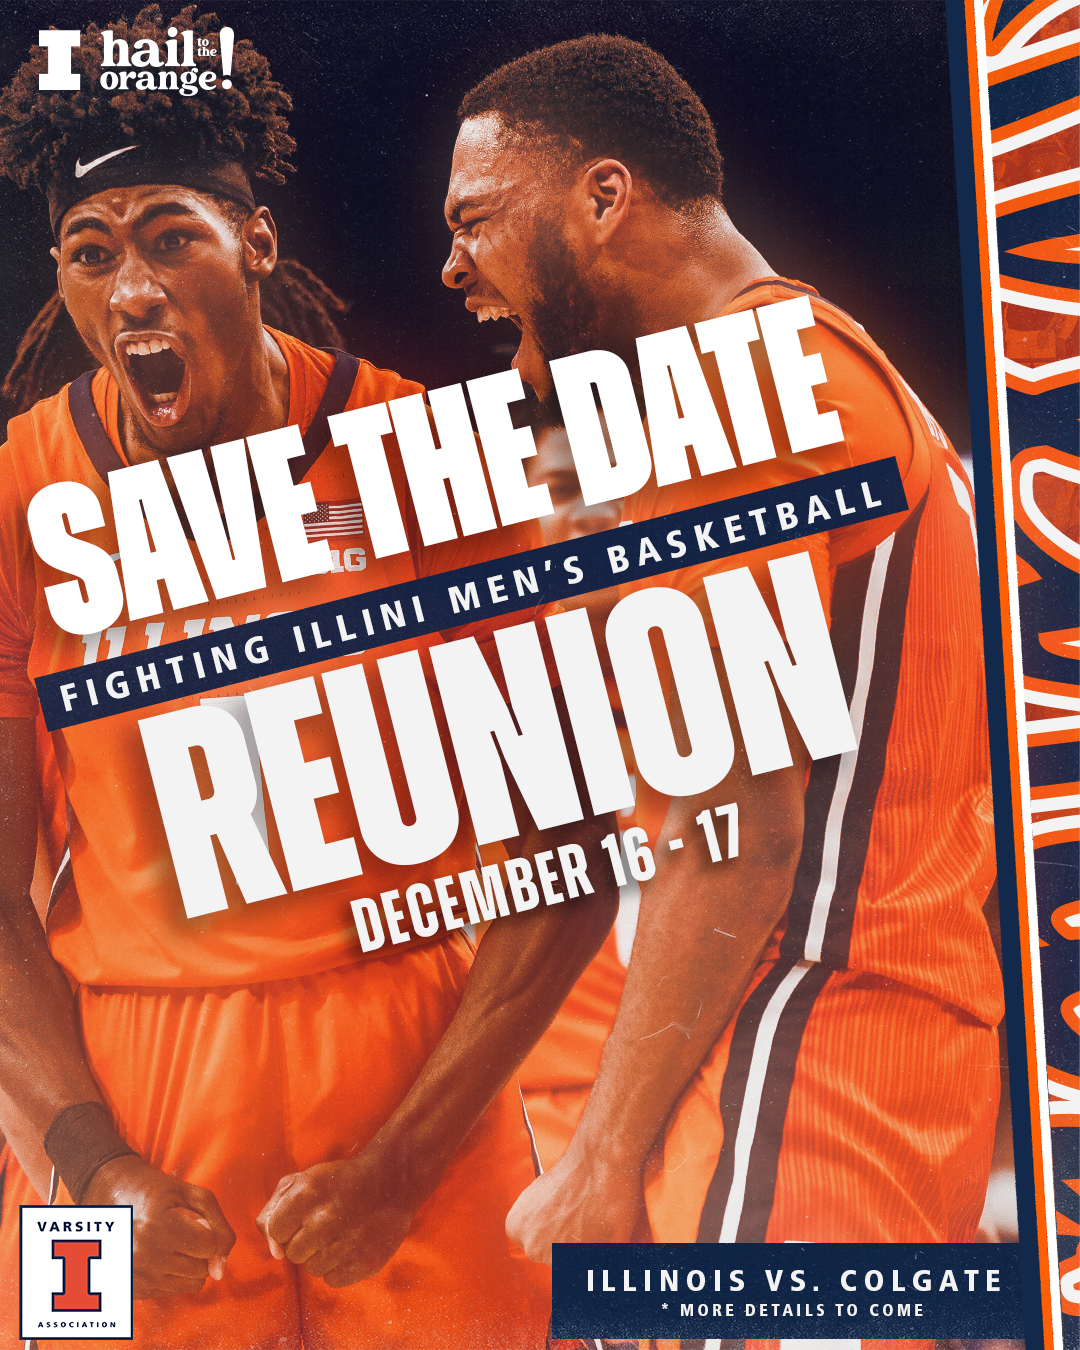 I hail to the orange!
SAVE THE DATE
FIGHTING ILLINI MEN'S BASKETBALL
REUNION
DECEMBER 16 - 17
VARSITY
I
ASSOCIATION
ILLINOIS VS. COLGATE
* MORE DETAILS TO COME